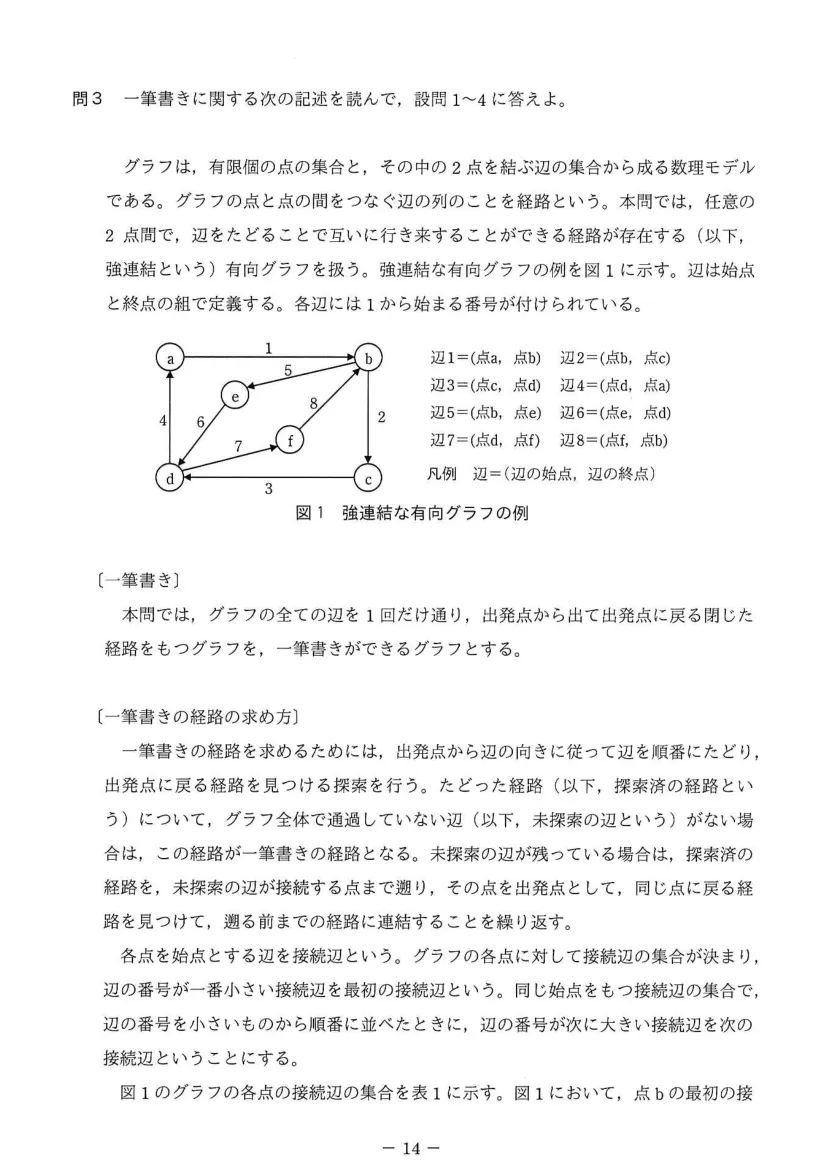 問3 一筆書きに関する次の記述を読んで，設問1～4に答えよ。
グラフは，有限個の点の集合と，その中の2点を結ぶ辺の集合から成る数理モデル
である。グラフの点と点の間をつなぐ辺の列のことを経路という。本問では，任意の
2点間で，辺をたどることで互いに行き来することができる経路が存在する（以下，
強連結という）有向グラフを扱う。強連結な有向グラフの例を図1に示す。辺は始点
と終点の組で定義する。各辺には1から始まる番号が付けられている。
a 1 b
5
e
8
4 6 2
7 f
d 3 c
辺1=(点a，点b) 辺2=(点b，点c)
辺3=(点c，点d) 辺4=(点d，点a)
辺5=(点b，点e) 辺6=(点e，点d)
辺7=(点d，点f) 辺8=(点f，点b)
凡例 辺=(辺の始点，辺の終点)
図1 強連結な有向グラフの例
〔一筆書き〕
本問では，グラフの全ての辺を1回だけ通り，出発点から出て出発点に戻る閉じた
経路をもつグラフを，一筆書きができるグラフとする。
〔一筆書きの経路の求め方〕
一筆書きの経路を求めるためには，出発点から辺の向きに従って辺を順番にたどり，
出発点に戻る経路を見つける探索を行う。たどった経路（以下，探索済の経路とい
う）について，グラフ全体で通過していない辺（以下，未探索の辺という）がない場
合は，この経路が一筆書きの経路となる。未探索の辺が残っている場合は，探索済の
経路を，未探索の辺が接続する点まで遡り，その点を出発点として，同じ点に戻る経
路を見つけて，遡る前までの経路に連結することを繰り返す。
各点を始点とする辺を接続辺という。グラフの各点に対して接続辺の集合が決まり，
辺の番号が一番小さい接続辺を最初の接続辺という。同じ始点をもつ接続辺の集合で，
辺の番号を小さいものから順番に並べたときに，辺の番号が次に大きい接続辺を次の
接続辺ということにする。
図1のグラフの各点の接続辺の集合を表1に示す。図1において，点bの最初の接
－ 14 －